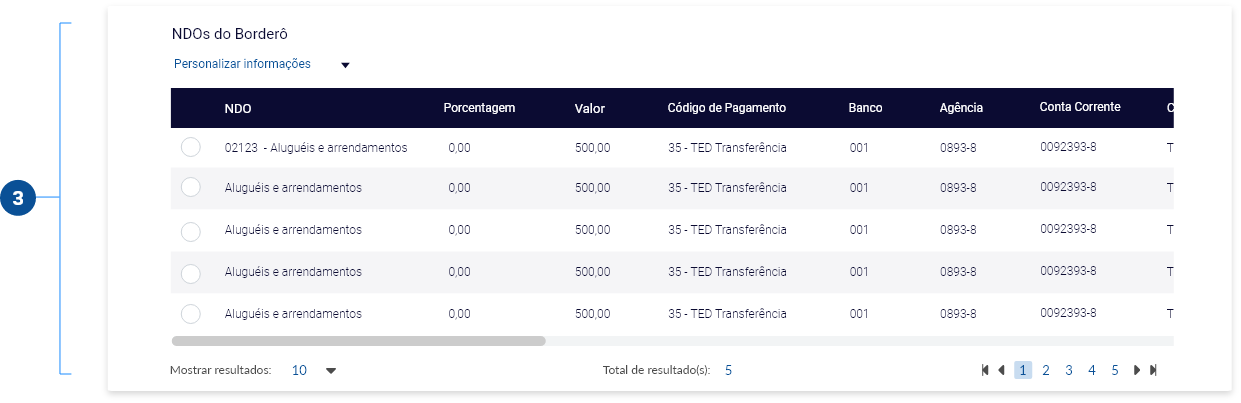 NDOs do Borderô
Personalizar informações
NDO Porcentagem Valor Código de Pagamento Banco Agência Conta Corrente C
02123 - Aluguéis e arrendamentos 0,00 500,00 35 - TED Transferência 001 0893-8 0092393-8 T
Aluguéis e arrendamentos 0,00 500,00 35 - TED Transferência 001 0893-8 0092393-8 T
3
Aluguéis e arrendamentos 0,00 500,00 35 - TED Transferência 001 0893-8 0092393-8 T
Aluguéis e arrendamentos 0,00 500,00 35 - TED Transferência 001 0893-8 0092393-8 T
Aluguéis e arrendamentos 0,00 500,00 35 - TED Transferência 001 0893-8 0092393-8 T
Mostrar resultados: 10 Total de resultado(s): 5 1 2 3 4 5